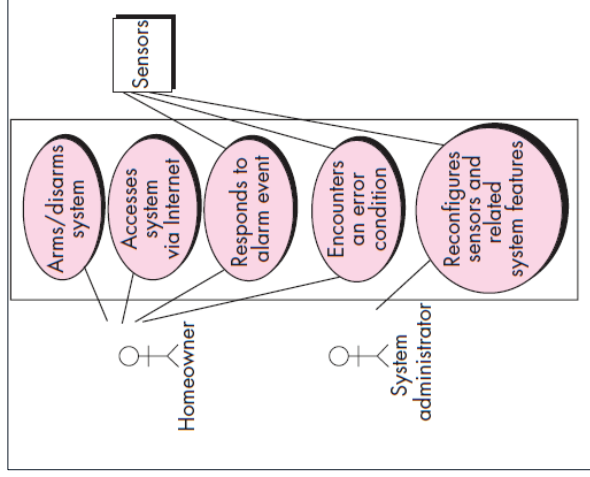 Arms/disarms
system
Accesses
system
via Internet
Responds to
alarm event
Encounters
an error
condition
Reconfigures
sensors and
related
system features
Homeowner
System
administrator
Sensors